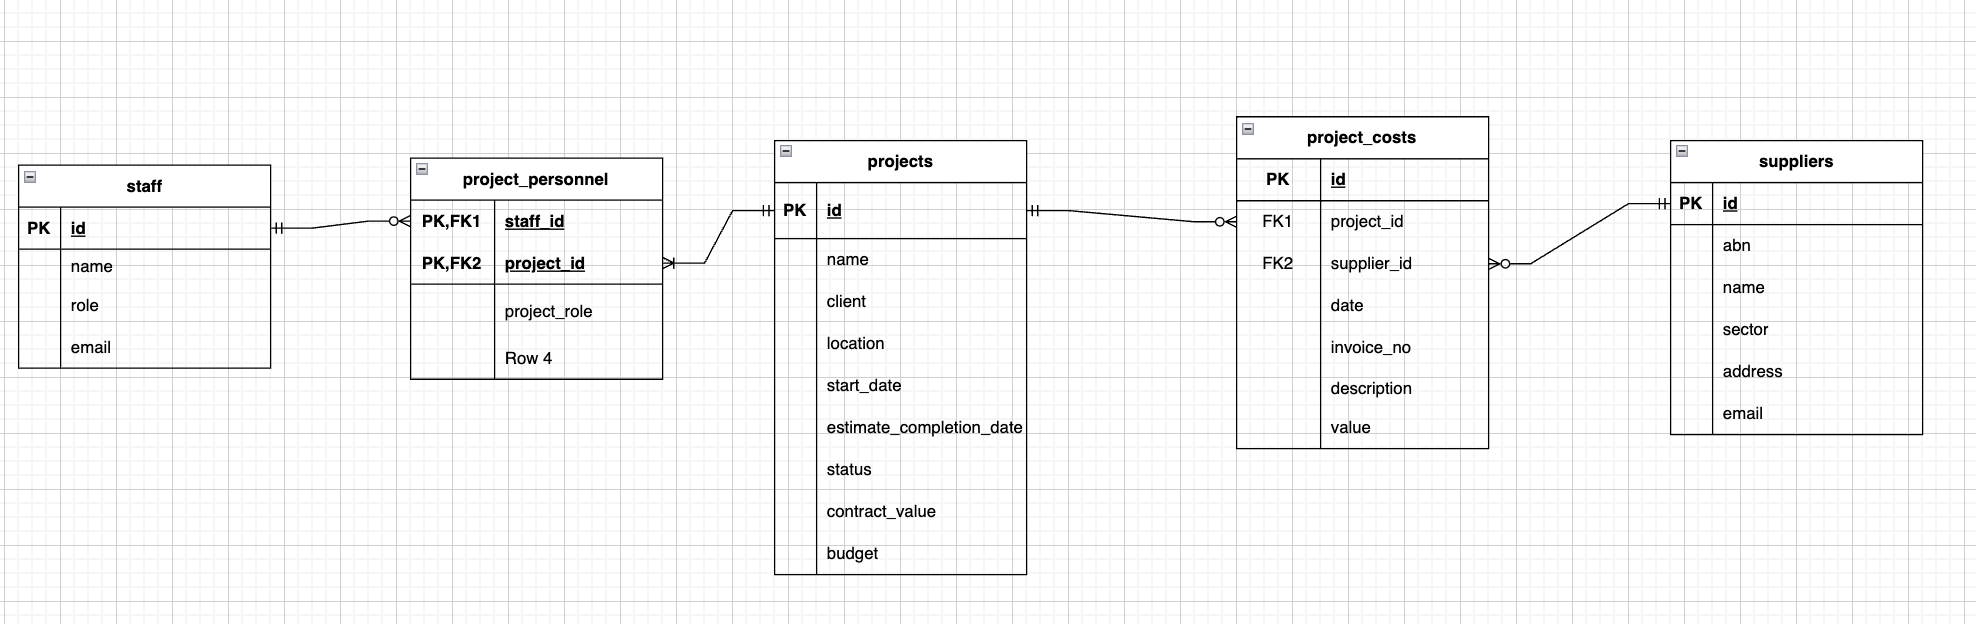 staff
PK id
name
role
email
project_personnel
PK,FK1 staff_id
PK,FK2 project_id
project_role
Row 4
projects
PK id
name
client
location
start_date
estimate_completion_date
status
contract_value
budget
project_costs
PK id
FK1 project_id
FK2 supplier_id
date
invoice_no
description
value
suppliers
PK id
abn
name
sector
address
email